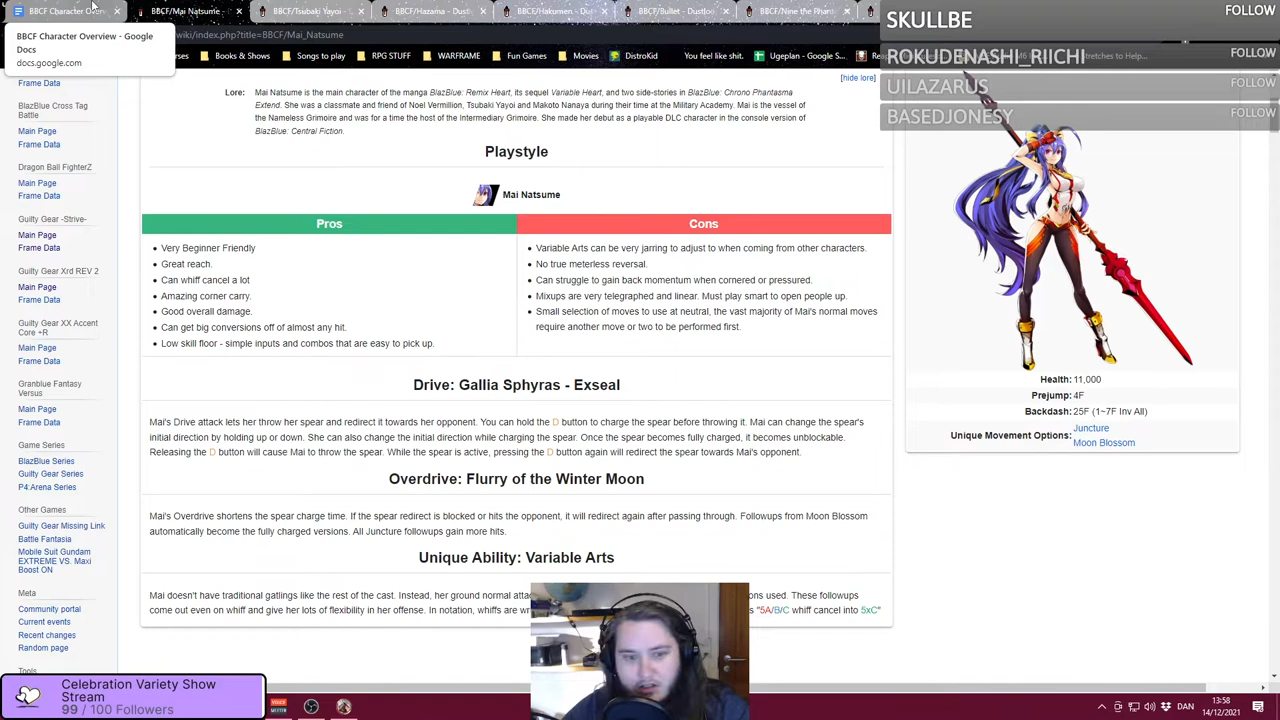 BBCF Character Over
BBCF/Mai Natsume -
BBCF/Tsubaki Yayoi -
BBCF/Hazama - Dust
BBCF/Hakumen - Du
BBCF/Bullet - Dustlo
BBCF/Nine the Phant
BBCF Character Overview - Google
Docs
docs.google.com
wiki/index.php?title=BBCF/Mai_Natsume
Books & Shows
Songs to play
RPG STUFF
WARFRAME
Fun Games
Movies
DistroKid
You feel like shit.
Ugeplan - Google S
SKULLBE
FOLLOW
ROKUDENASHI_RIICHI
FOLLOW
UILAZARUS
FOLLOW
BASEDJONESY
FOLLOW
Frame Data
BlazBlue Cross Tag
Battle
Main Page
Frame Data
Dragon Ball FighterZ
Main Page
Frame Data
Guilty Gear -Strive-
Main Page
Frame Data
Guilty Gear Xrd REV 2
Main Page
Frame Data
Guilty Gear XX Accent
Core +R
Main Page
Frame Data
Granblue Fantasy
Versus
Main Page
Frame Data
Game Series
BlazBlue Series
Guilty Gear Series
P4:Arena Series
Other Games
Guilty Gear Missing Link
Battle Fantasia
Mobile Suit Gundam
EXTREME VS. Maxi
Boost ON
Meta
Community portal
Current events
Recent changes
Random page
Tools
[hide lore]
Lore: Mai Natsume is the main character of the manga BlazBlue: Remix Heart, its sequel Variable Heart, and two side-stories in BlazBlue: Chrono Phantasma
Extend. She was a classmate and friend of Noel Vermillion, Tsubaki Yayoi and Makoto Nanaya during their time at the Military Academy. Mai is the vessel of
the Nameless Grimoire and was for a time the host of the Intermediary Grimoire. She made her debut as a playable DLC character in the console version of
BlazBlue: Central Fiction.
Playstyle
Mai Natsume
Pros
Very Beginner Friendly
Great reach.
Can whiff cancel a lot
Amazing corner carry.
Good overall damage.
Can get big conversions off of almost any hit.
Low skill floor - simple inputs and combos that are easy to pick up.
Cons
Variable Arts can be very jarring to adjust to when coming from other characters.
No true meterless reversal.
Can struggle to gain back momentum when cornered or pressured.
Mixups are very telegraphed and linear. Must play smart to open people up.
Small selection of moves to use at neutral, the vast majority of Mai's normal moves
require another move or two to be performed first.
Drive: Gallia Sphyras - Exseal
Mai's Drive attack lets her throw her spear and redirect it towards her opponent. You can hold the D button to charge the spear before throwing it. Mai can change the spear's
initial direction by holding up or down. She can also change the initial direction while charging the spear. Once the spear becomes fully charged, it becomes unblockable.
Releasing the D button will cause Mai to throw the spear. While the spear is active, pressing the D button again will redirect the spear towards Mai's opponent.
Overdrive: Flurry of the Winter Moon
Mai's Overdrive shortens the spear charge time. If the spear redirect is blocked or hits the opponent, it will redirect again after passing through. Followups from Moon Blossom
automatically become the fully charged versions. All Juncture followups gain more hits.
Unique Ability: Variable Arts
Mai doesn't have traditional gatlings like the rest of the cast. Instead, her ground normal attac ons used. These followups
come out even on whiff and give her lots of flexibility in her offense. In notation, whiffs are wr s "5A/B/C whiff cancel into 5xC"
Health: 11,000
Prejump: 4F
Backdash: 25F (1~7F Inv All)
Unique Movement Options: Juncture
Moon Blossom
Celebration Variety Show
Stream
99 / 100 Followers
DAN
13:58
14/12/2021